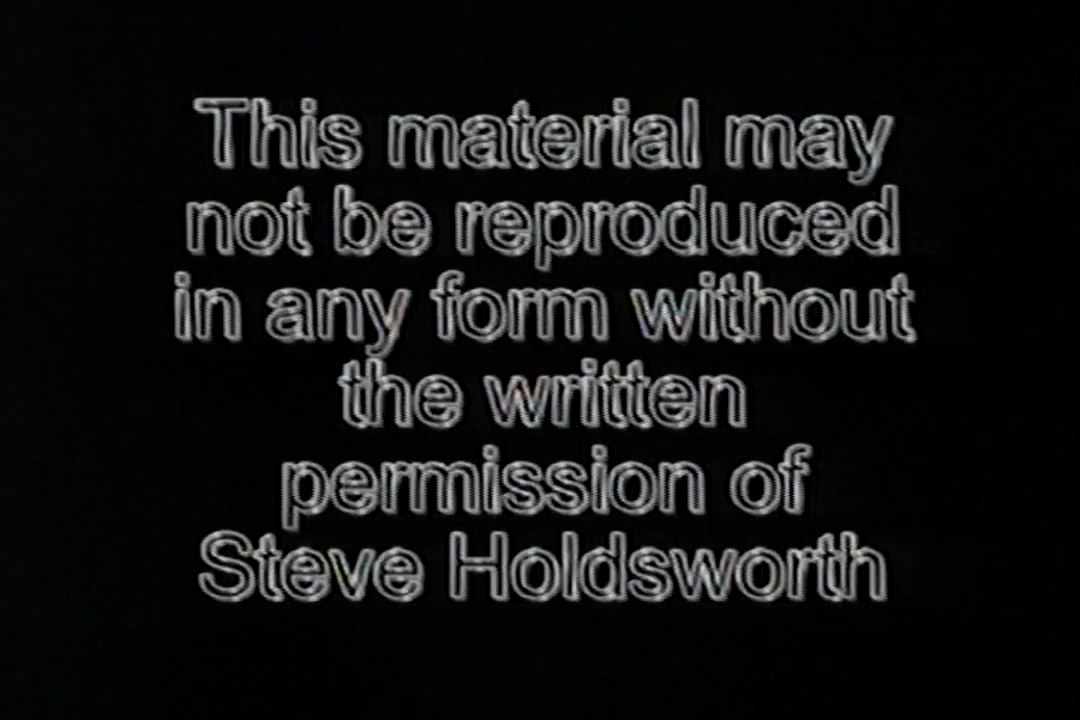 This material may
not be reproduced
in any form without
the written
permission of
Steve Holdsworth